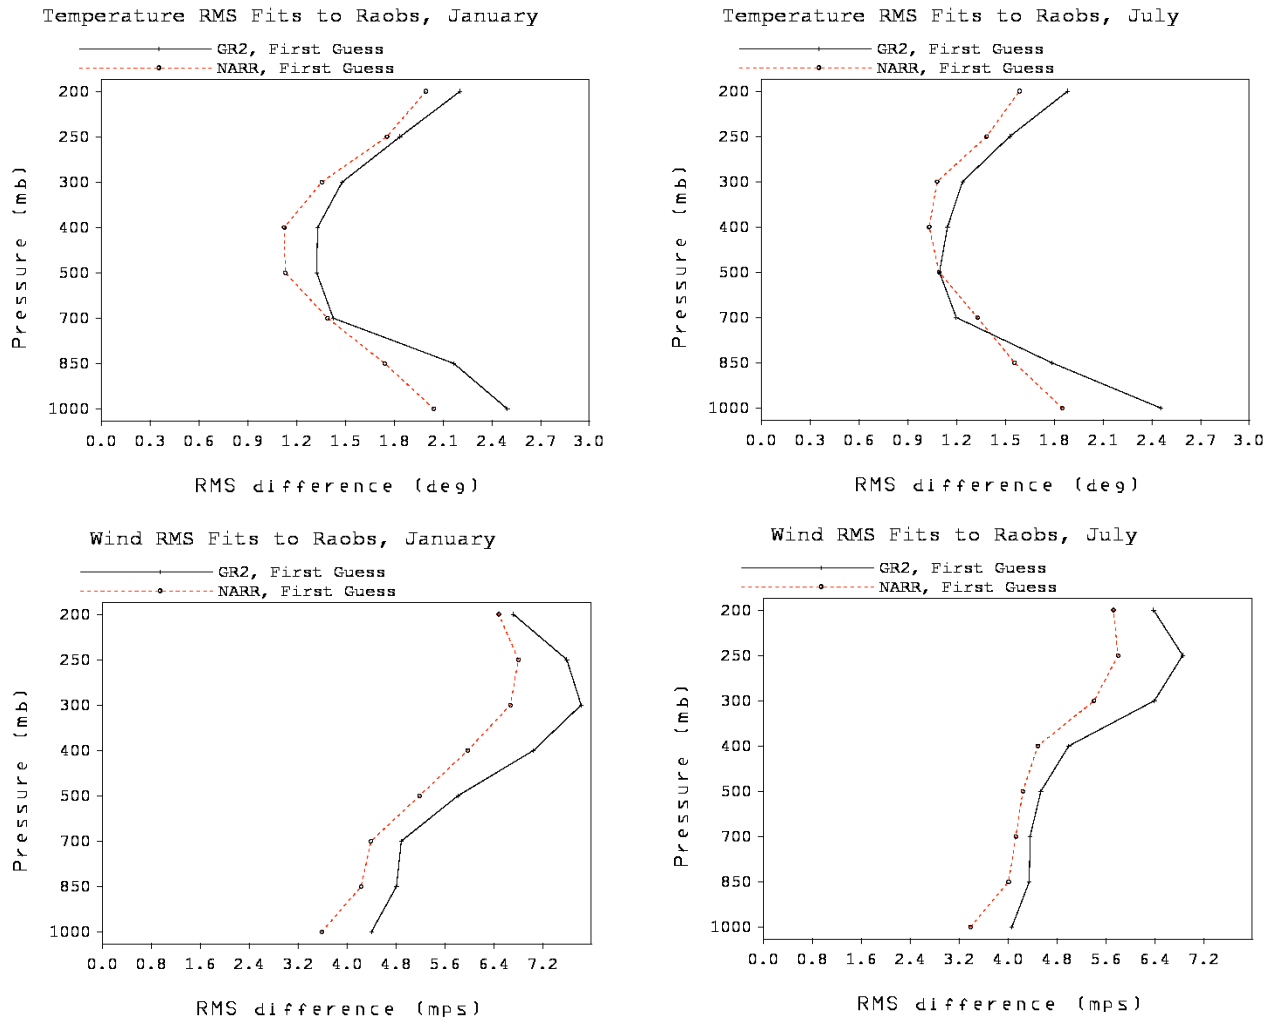 Temperature RMS Fits to Raobs, January
GR2, First Guess
NARR, First Guess
200
250
300
400
500
700
850
1000
Pressure (mb)
0.0 0.3 0.6 0.9 1.2 1.5 1.8 2.1 2.4 2.7 3.0
RMS difference (deg)
Temperature RMS Fits to Raobs, July
GR2, First Guess
NARR, First Guess
200
250
300
400
500
700
850
1000
Pressure (mb)
0.0 0.3 0.6 0.9 1.2 1.5 1.8 2.1 2.4 2.7 3.0
RMS difference (deg)
Wind RMS Fits to Raobs, January
GR2, First Guess
NARR, First Guess
200
250
300
400
500
700
850
1000
Pressure (mb)
0.0 0.8 1.6 2.4 3.2 4.0 4.8 5.6 6.4 7.2
RMS difference (mps)
Wind RMS Fits to Raobs, July
GR2, First Guess
NARR, First Guess
200
250
300
400
500
700
850
1000
Pressure (mb)
0.0 0.8 1.6 2.4 3.2 4.0 4.8 5.6 6.4 7.2
RMS difference (mps)